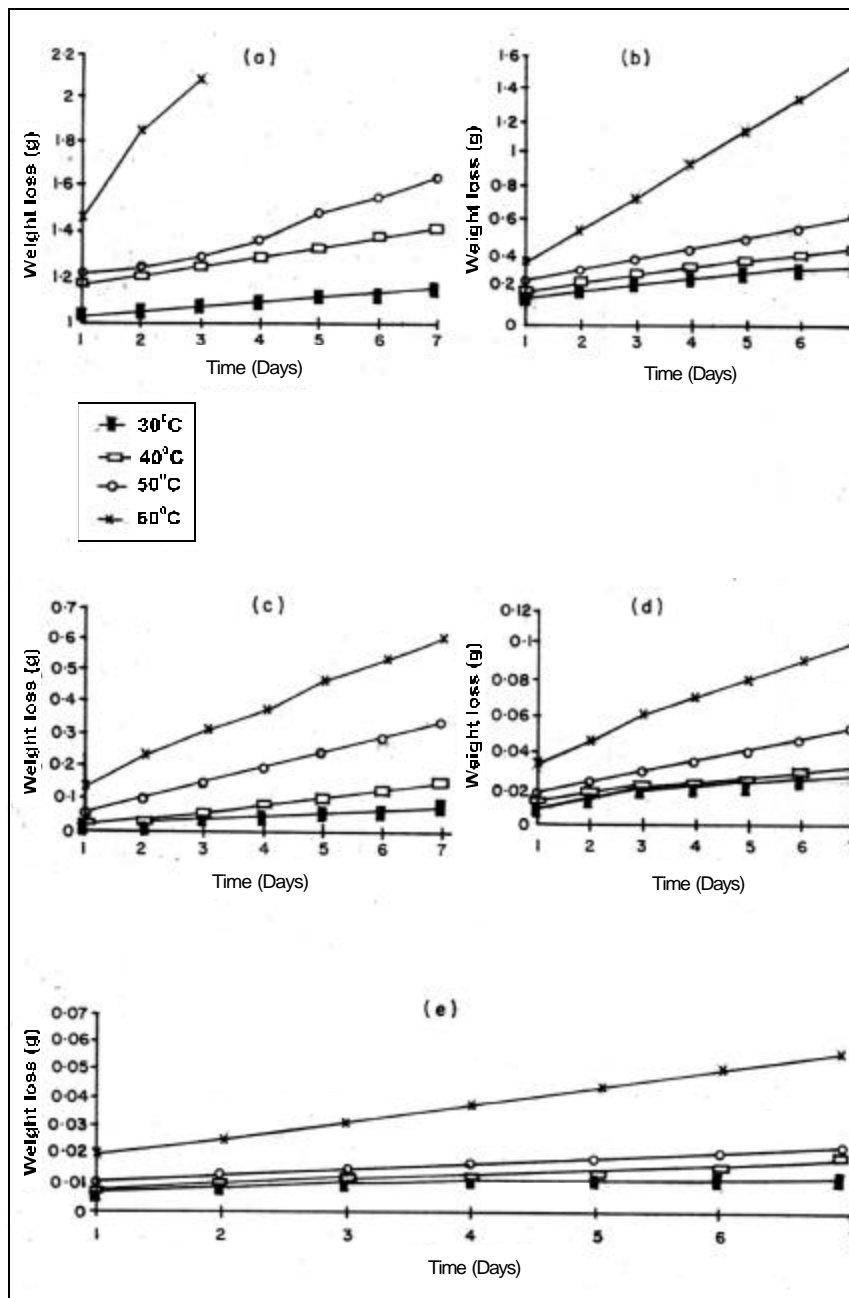 (a)
2·2
2
1·8
1·6
1·4
1·2
1
Weight loss (g)
1 2 3 4 5 6 7
Time (Days)
(b)
1·6
1·4
1·2
1
0·8
0·6
0·4
0·2
0
Weight loss (g)
1 2 3 4 5 6
Time (Days)
30°C
40°C
50°C
60°C
(c)
0·7
0·6
0·5
0·4
0·3
0·2
0·1
0
Weight loss (g)
1 2 3 4 5 6 7
Time (Days)
(d)
0·12
0·1
0·08
0·06
0·04
0·02
0
Weight loss (g)
1 2 3 4 5 6 7
Time (Days)
(e)
0·07
0·06
0·05
0·04
0·03
0·02
0·01
0
Weight loss (g)
1 2 3 4 5 6
Time (Days)